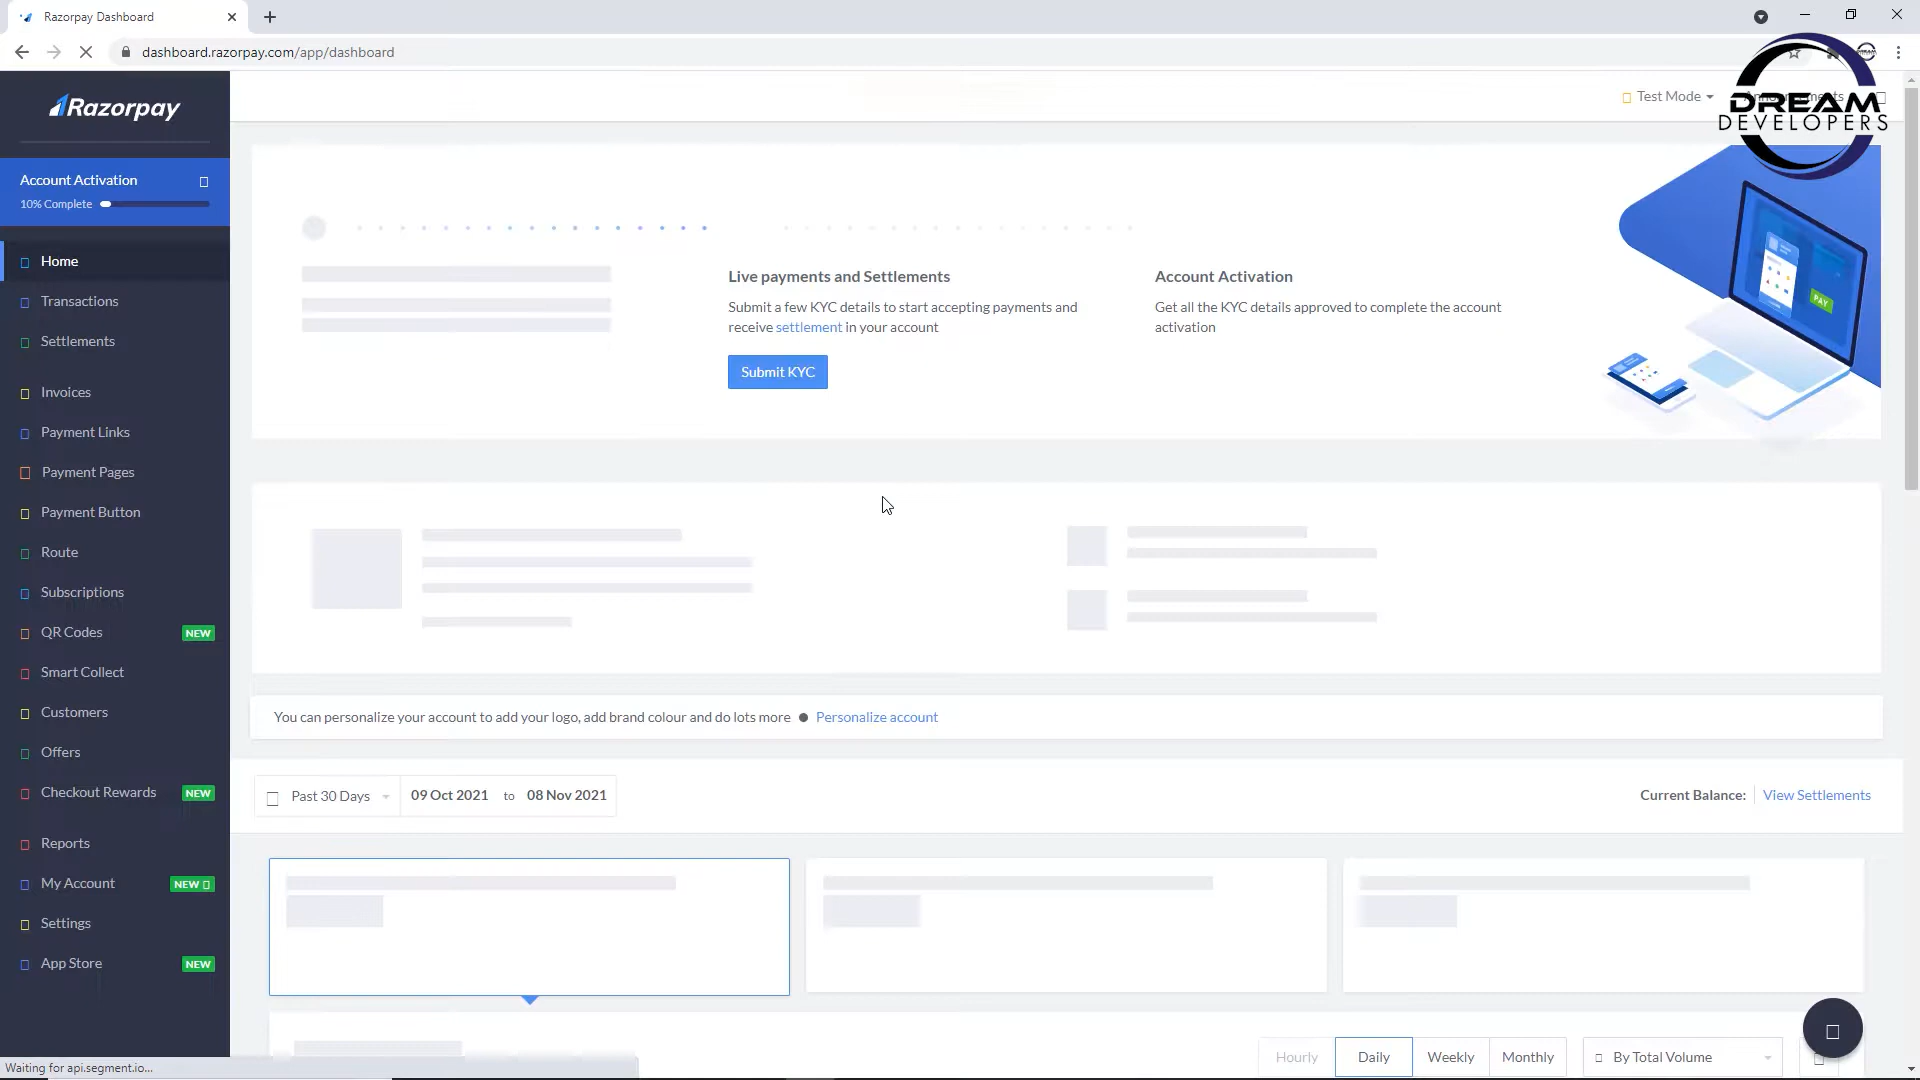 Razorpay Dashboard
dashboard.razorpay.com/app/dashboard
Razorpay
Test Mode
DREAM
DEVELOPERS
Account Activation
10% Complete
Home
Transactions
Settlements
Invoices
Payment Links
Payment Pages
Payment Button
Route
Subscriptions
QR Codes NEW
Smart Collect
Customers
Offers
Checkout Rewards NEW
Reports
My Account NEW
Settings
App Store NEW
Live payments and Settlements
Submit a few KYC details to start accepting payments and
receive settlement in your account
Submit KYC
Account Activation
Get all the KYC details approved to complete the account
activation
PAY
You can personalize your account to add your logo, add brand colour and do lots more ● Personalize account
Past 30 Days 09 Oct 2021 to 08 Nov 2021
Current Balance: View Settlements
Hourly Daily Weekly Monthly By Total Volume
Waiting for api.segment.io...